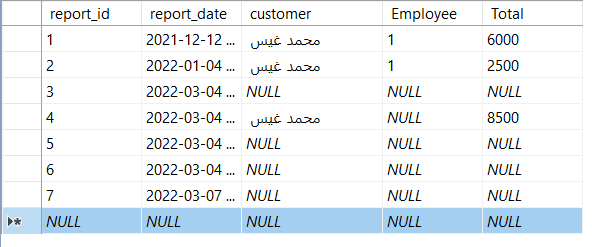 report_id report_date customer Employee Total
1 2021-12-12 ... محمد غيس 1 6000
2 2022-01-04 ... محمد غيس 1 2500
3 2022-03-04 ... NULL NULL NULL
4 2022-03-04 ... محمد غيس NULL 8500
5 2022-03-04 ... NULL NULL NULL
6 2022-03-04 ... NULL NULL NULL
7 2022-03-07 ... NULL NULL NULL
NULL NULL NULL NULL NULL